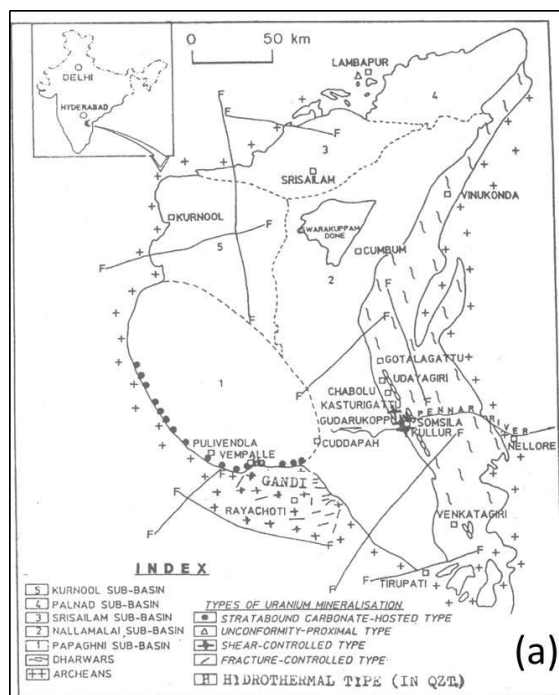 0 50 km
(a)
DELHI
HYDERABAD
LAMBAPUR
4
F F
F
3
SRISAILAM
VINUKONDA
KURNOOL
F
SWARAKUPPAM
DOME
CUMBUM
5
F
2
F
F
F
GOTALAGATTU
1
UDAYAGIRI
CHABOLU
F
F
KASTURIGATTU
PENNAR RIVER
GUDARUKOPPU
SOMSILA
KULLUR F
NELLORE
PULIVENDLA
CUDDAPAH
VEMPALLE
F
GANDI
F
RAYACHOTI
VENKATAGIRI
F
F
F
TIRUPATI
F
F
INDEX
5 KURNOOL SUB-BASIN
4 PALNAD SUB-BASIN
3 SRISAILAM SUB-BASIN
2 NALLAMALAI SUB-BASIN
1 PAPAGHNI SUB-BASIN
DHARWARS
ARCHEANS
TYPES OF URANIUM MINERALISATION
STRATABOUND CARBONATE-HOSTED TYPE
UNCONFORMITY-PROXIMAL TYPE
SHEAR-CONTROLLED TYPE
FRACTURE-CONTROLLED TYPE
H HYDROTHERMAL TYPE (IN QZT)
(a)